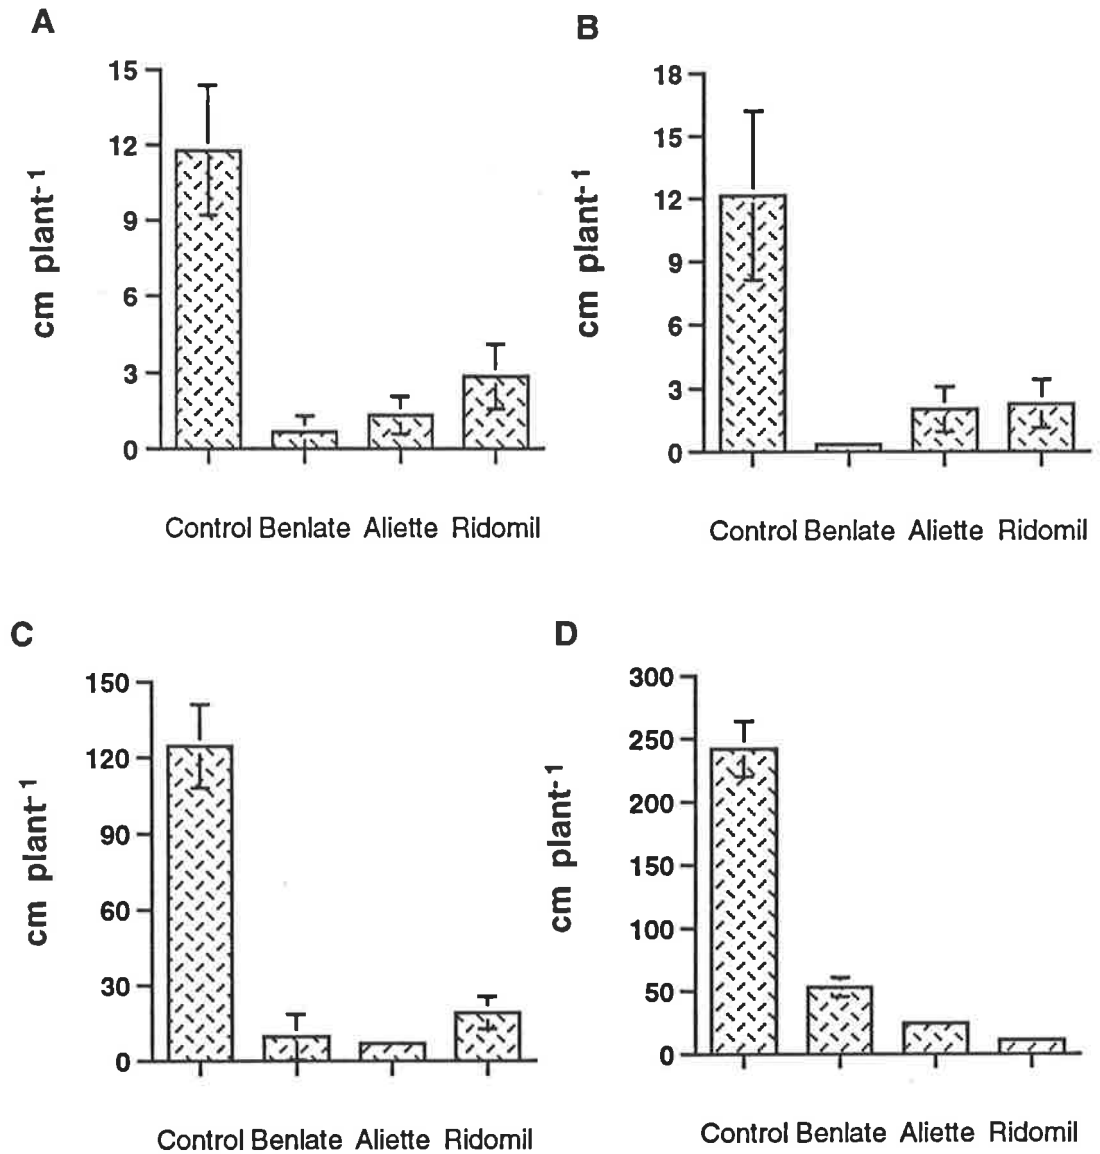 A
15
12
9
6
3
0
cm plant-1
Control Benlate Aliette Ridomil
B
18
15
12
9
6
3
0
cm plant-1
Control Benlate Aliette Ridomil
C
150
120
90
60
30
0
cm plant-1
Control Benlate Aliette Ridomil
D
300
250
200
150
100
50
0
cm plant-1
Control Benlate Aliette Ridomil